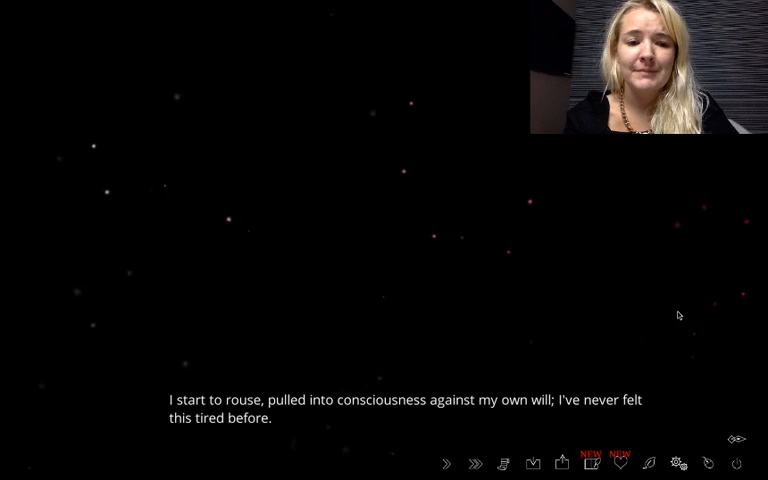 I start to rouse, pulled into consciousness against my own will; I've never felt
this tired before.
NEW NEW